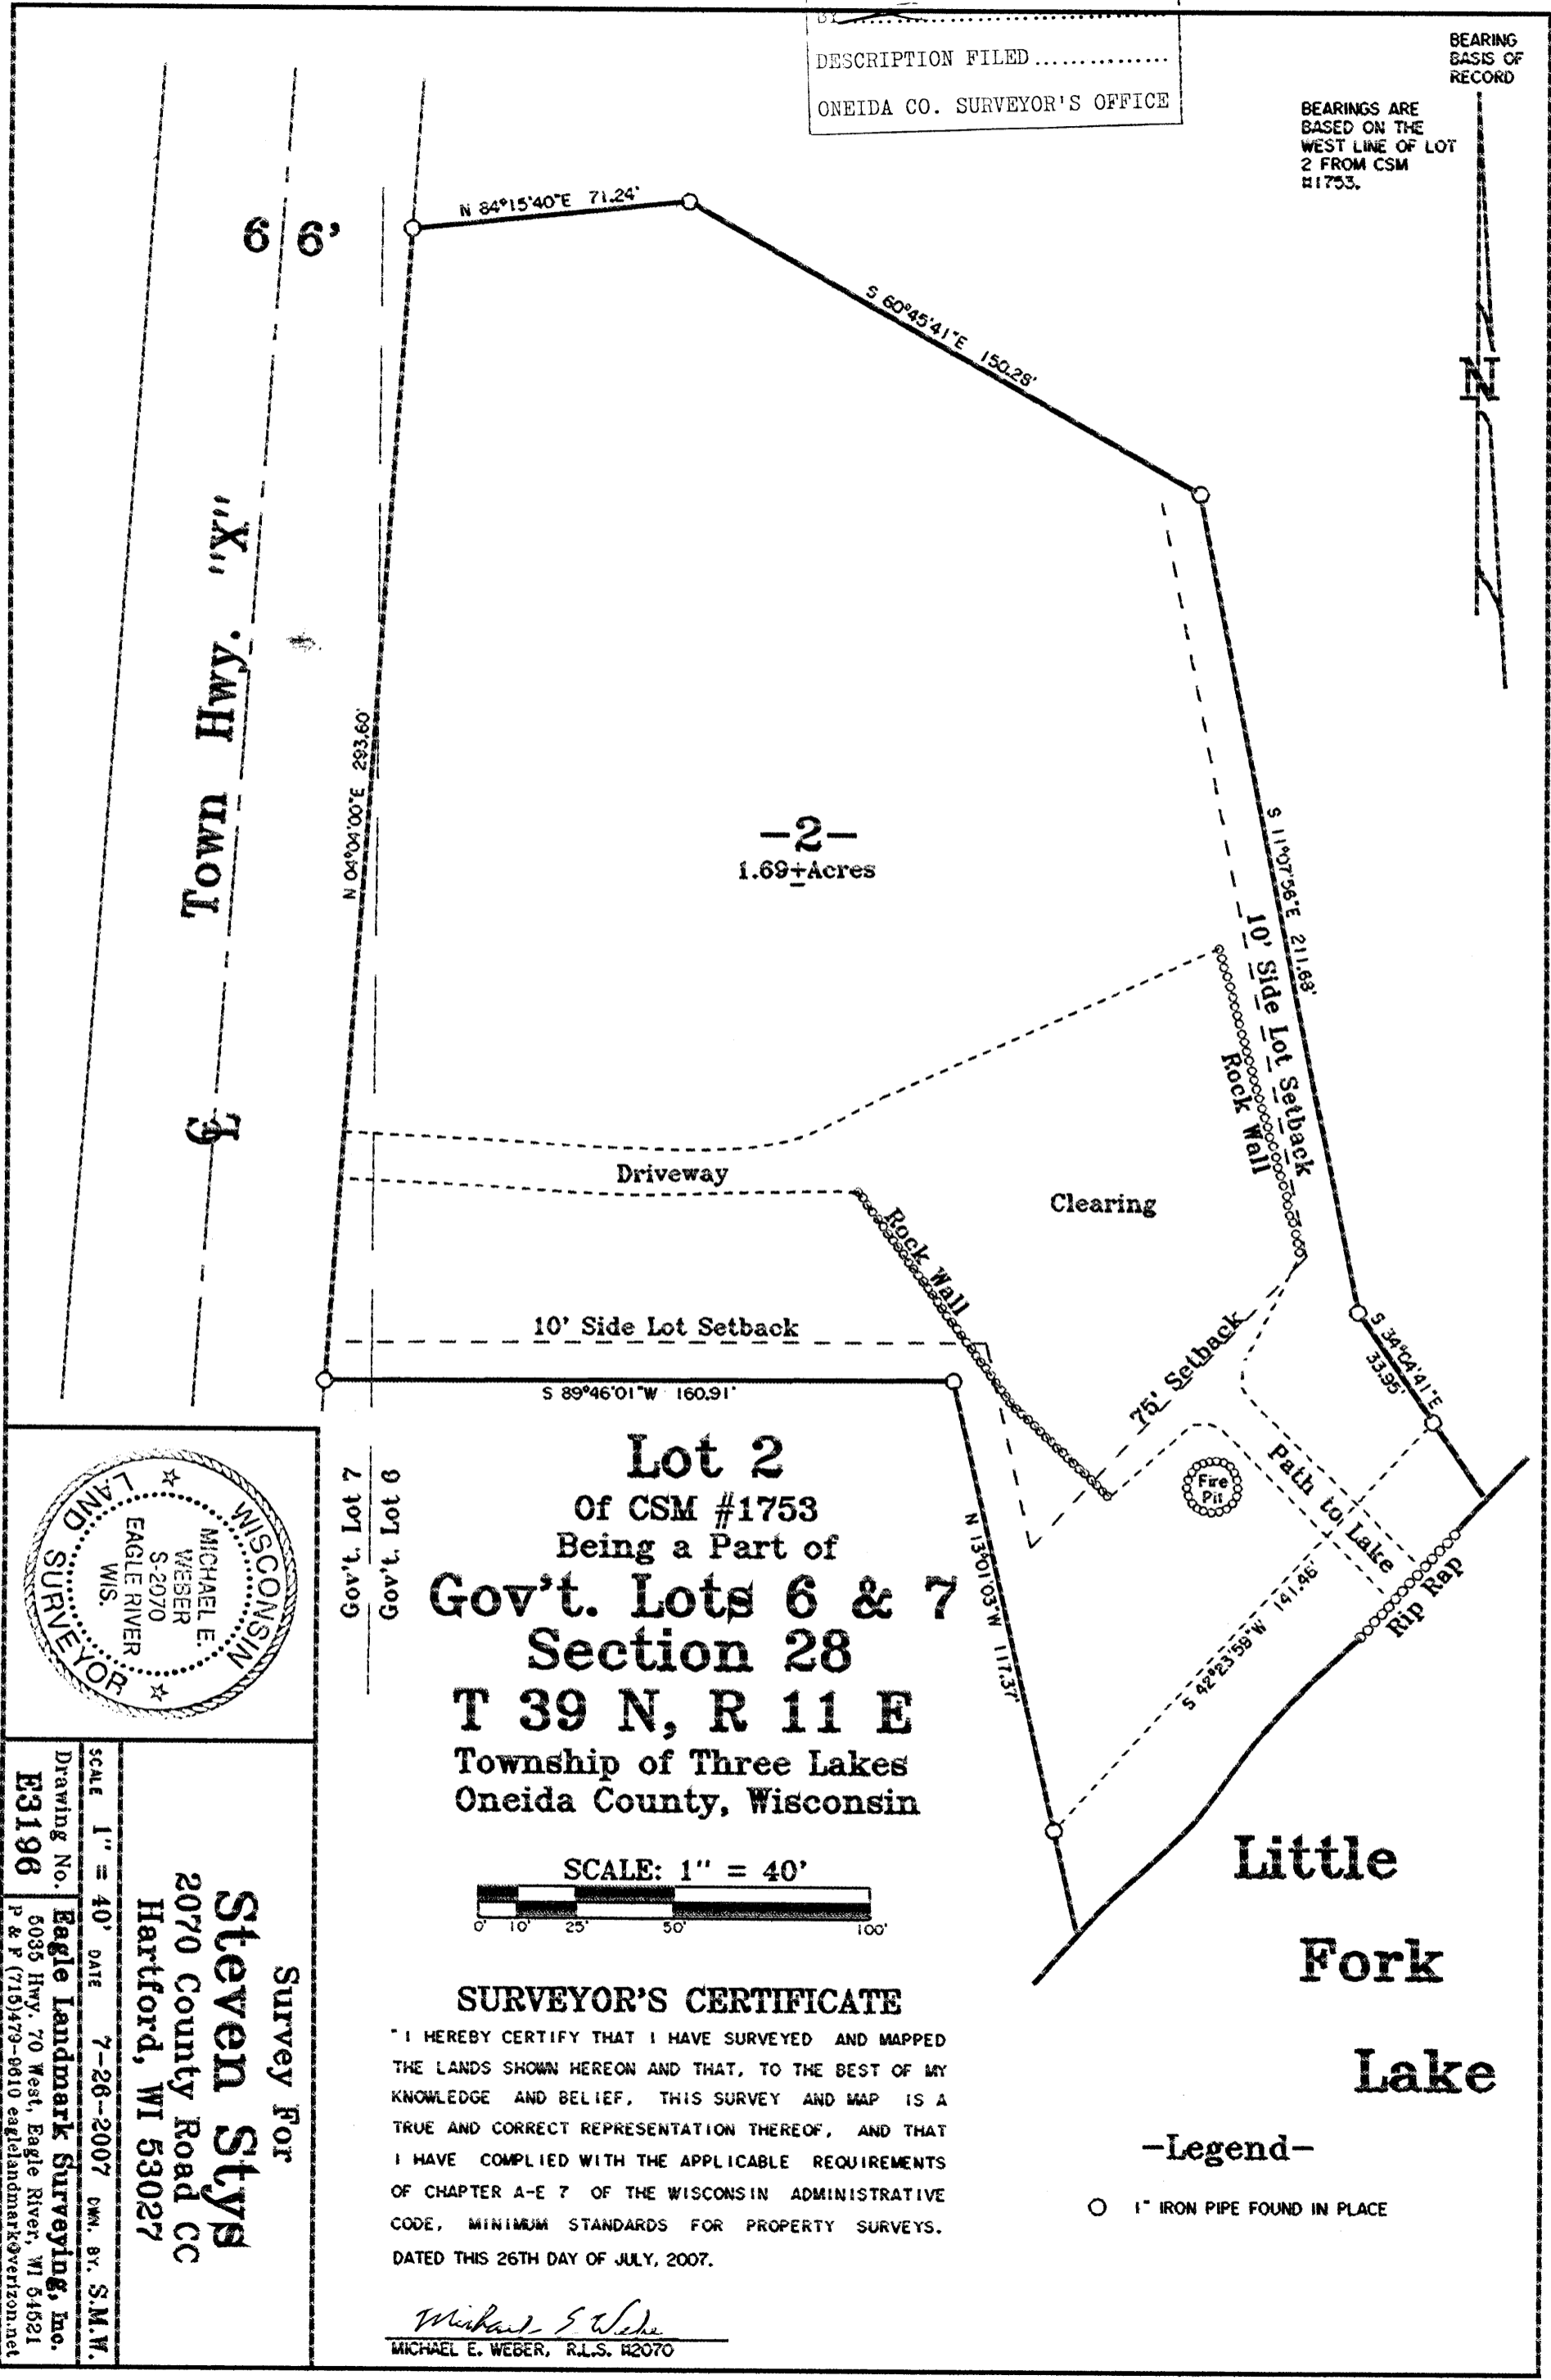 DESCRIPTION FILED...............
ONEIDA CO. SURVEYOR'S OFFICE
BEARING
BASIS OF
RECORD
BEARINGS ARE
BASED ON THE
WEST LINE OF LOT
2 FROM CSM
#1753.
N
66'
N 84°15'40"E 71.24'
S 60°45'41"E 150.28'
Town Hwy. "X"
N 04°04'00"E 293.60'
-2-
1.69±Acres
S 11°07'56"E 211.68'
10' Side Lot Setback
Rock Wall
Driveway
Clearing
Rock Wall
10' Side Lot Setback
75' Setback
S 34°04'41"E
33.95'
S 89°46'01"W 160.91'
Fire
Pit
Path to Lake
Rip Rap
N 13°01'03"W 117.37'
S 42°23'59"W 141.46'
Gov't. Lot 7
Gov't. Lot 6
Lot 2
Of CSM #1753
Being a Part of
Gov't. Lots 6 & 7
Section 28
T 39 N, R 11 E
Township of Three Lakes
Oneida County, Wisconsin
SCALE: 1" = 40'
0' 10' 25' 50' 100'
Little
Fork
Lake
WISCONSIN
MICHAEL E.
WEBER
S-2070
EAGLE RIVER
WIS.
LAND SURVEYOR
SURVEYOR'S CERTIFICATE
"I HEREBY CERTIFY THAT I HAVE SURVEYED AND MAPPED
THE LANDS SHOWN HEREON AND THAT, TO THE BEST OF MY
KNOWLEDGE AND BELIEF, THIS SURVEY AND MAP IS A
TRUE AND CORRECT REPRESENTATION THEREOF, AND THAT
I HAVE COMPLIED WITH THE APPLICABLE REQUIREMENTS
OF CHAPTER A-E 7 OF THE WISCONSIN ADMINISTRATIVE
CODE, MINIMUM STANDARDS FOR PROPERTY SURVEYS.
DATED THIS 26TH DAY OF JULY, 2007.
Michael E Weber
MICHAEL E. WEBER, R.L.S. #2070
-Legend-
1" IRON PIPE FOUND IN PLACE
Survey For
Steven Stys
2070 County Road CC
Hartford, WI 53027
SCALE 1" = 40' DATE 7-26-2007 DWN. BY. S.M.W.
Drawing No.
E3196
Eagle Landmark Surveying, Inc.
5035 Hwy. 70 West, Eagle River, WI 54521
P & F (715)479-9610 eaglelandmark@verizon.net